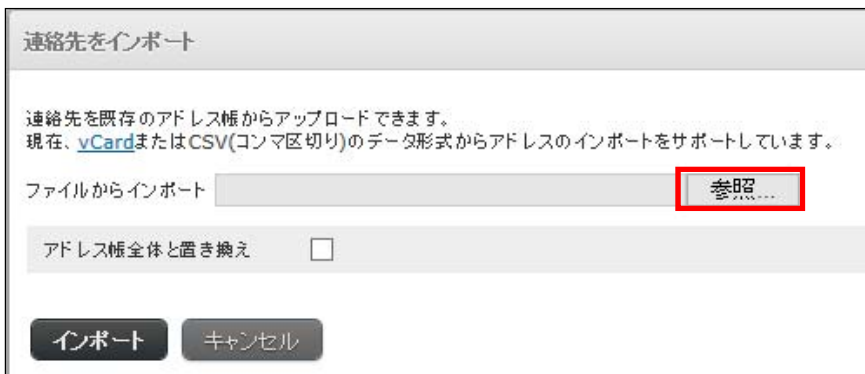 連絡先をインポート
連絡先を既存のアドレス帳からアップロードできます。
現在、vCardまたはCSV(コンマ区切り)のデータ形式からアドレスのインポートをサポートしています。
ファイルからインポート 参照...
アドレス帳全体と置き換え
インポート キャンセル